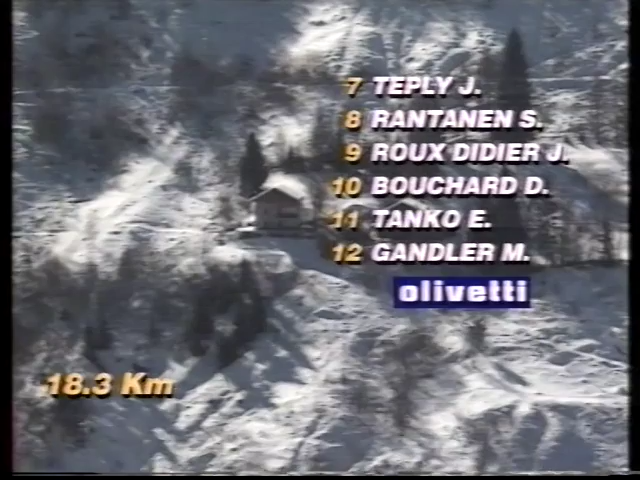 7 TEPLY J.
8 RANTANEN S.
9 ROUX DIDIER J.
10 BOUCHARD D.
11 TANKO E.
12 GANDLER M.
olivetti
18.3 Km